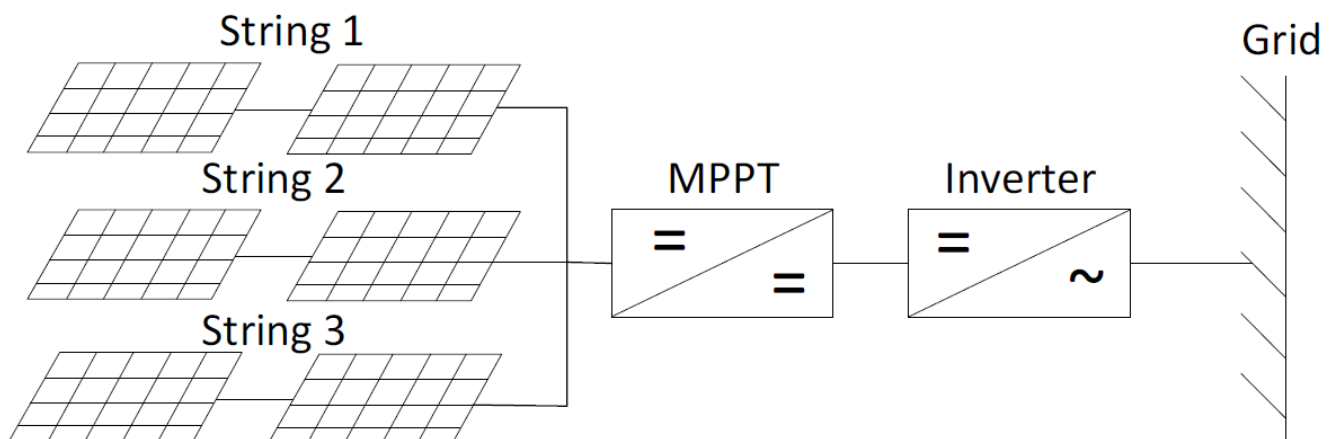 String 1
Grid
String 2
MPPT
Inverter
=
=
=
~
String 3